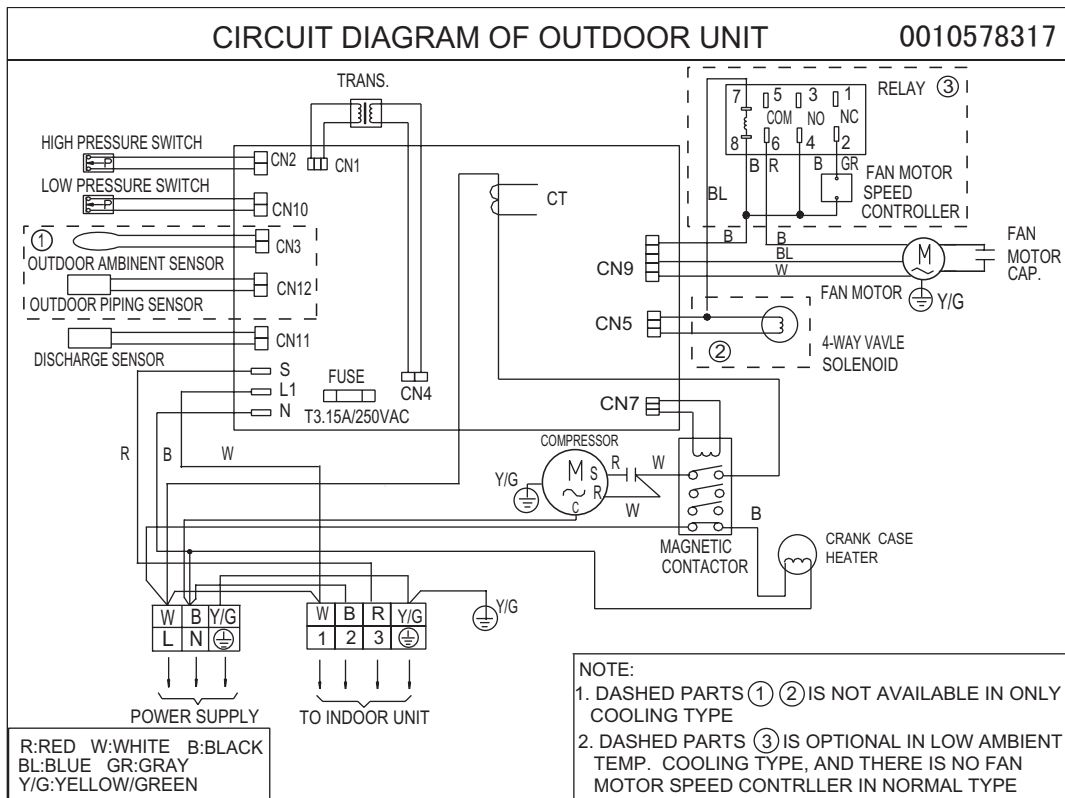 CIRCUIT DIAGRAM OF OUTDOOR UNIT
0010578317
TRANS.
HIGH PRESSURE SWITCH
CN2
CN1
LOW PRESSURE SWITCH
CN10
①
CN3
OUTDOOR AMBINENT SENSOR
CN12
OUTDOOR PIPING SENSOR
CN11
DISCHARGE SENSOR
S
L1
N
FUSE
T3.15A/250VAC
CN4
CT
RELAY ③
7 5 3 1
COM NO NC
8 6 4 2
B R B GR
BL
FAN MOTOR
SPEED
CONTROLLER
B
B
BL
W
CN9
M
FAN
MOTOR
CAP.
FAN MOTOR
Y/G
CN5
②
4-WAY VAVLE
SOLENOID
CN7
R B W
COMPRESSOR
M S
R
C
Y/G
R W
W
B
MAGNETIC
CONTACTOR
CRANK CASE
HEATER
W B Y/G
L N
W B R Y/G
1 2 3
Y/G
POWER SUPPLY
TO INDOOR UNIT
R:RED W:WHITE B:BLACK
BL:BLUE GR:GRAY
Y/G:YELLOW/GREEN
NOTE:
1. DASHED PARTS ① ② IS NOT AVAILABLE IN ONLY
COOLING TYPE
2. DASHED PARTS ③ IS OPTIONAL IN LOW AMBIENT
TEMP. COOLING TYPE, AND THERE IS NO FAN
MOTOR SPEED CONTRLLER IN NORMAL TYPE